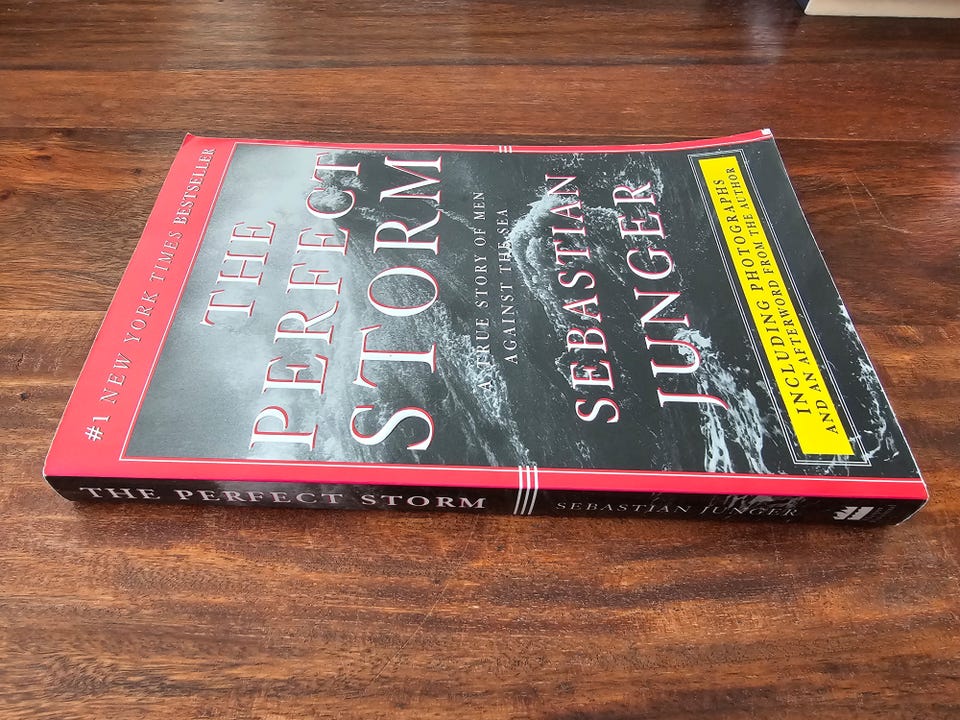 #1 NEW YORK TIMES BESTSELLER
THE
PERFECT
STORM
A TRUE STORY OF MEN
AGAINST THE SEA
SEBASTIAN
JUNGER
INCLUDING PHOTOGRAPHS
AND AN AFTERWORD FROM THE AUTHOR
THE PERFECT STORM SEBASTIAN JUNGER